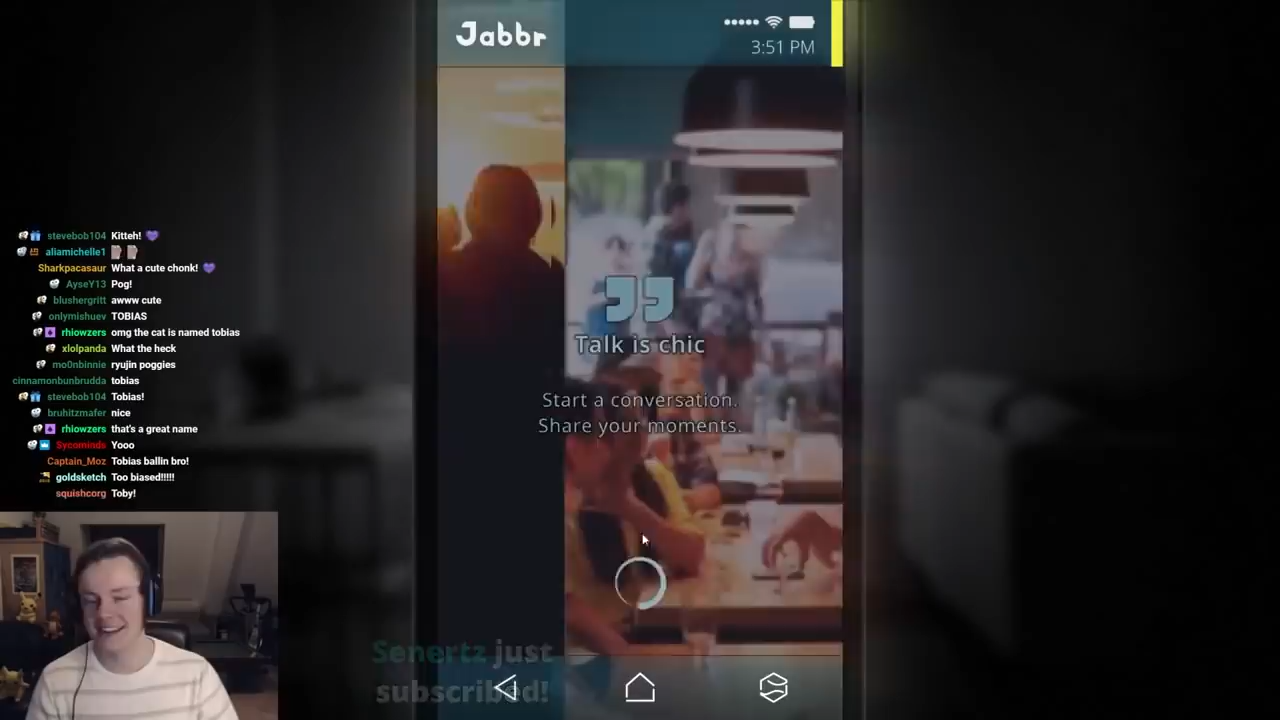 Jabbr
3:51 PM
stevebob104 Kitteh! 💜
aliamichelle1
Sharkpacasaur What a cute chonk! 💜
AyseY13 Pog!
blushergritt awww cute
onlymishuev TOBIAS
rhiowzers omg the cat is named tobias
xlolpanda What the heck
mo0nbinnie ryujin poggies
cinnamonbunbrudda tobias
stevebob104 Tobias!
bruhitzmafer nice
rhiowzers that's a great name
Sycominds Yooo
Captain_Moz Tobias ballin bro!
goldsketch Too biased!!!!!
squishcorg Toby!
Talk is chic
Start a conversation.
Share your moments.
Senertz just
subscribed!